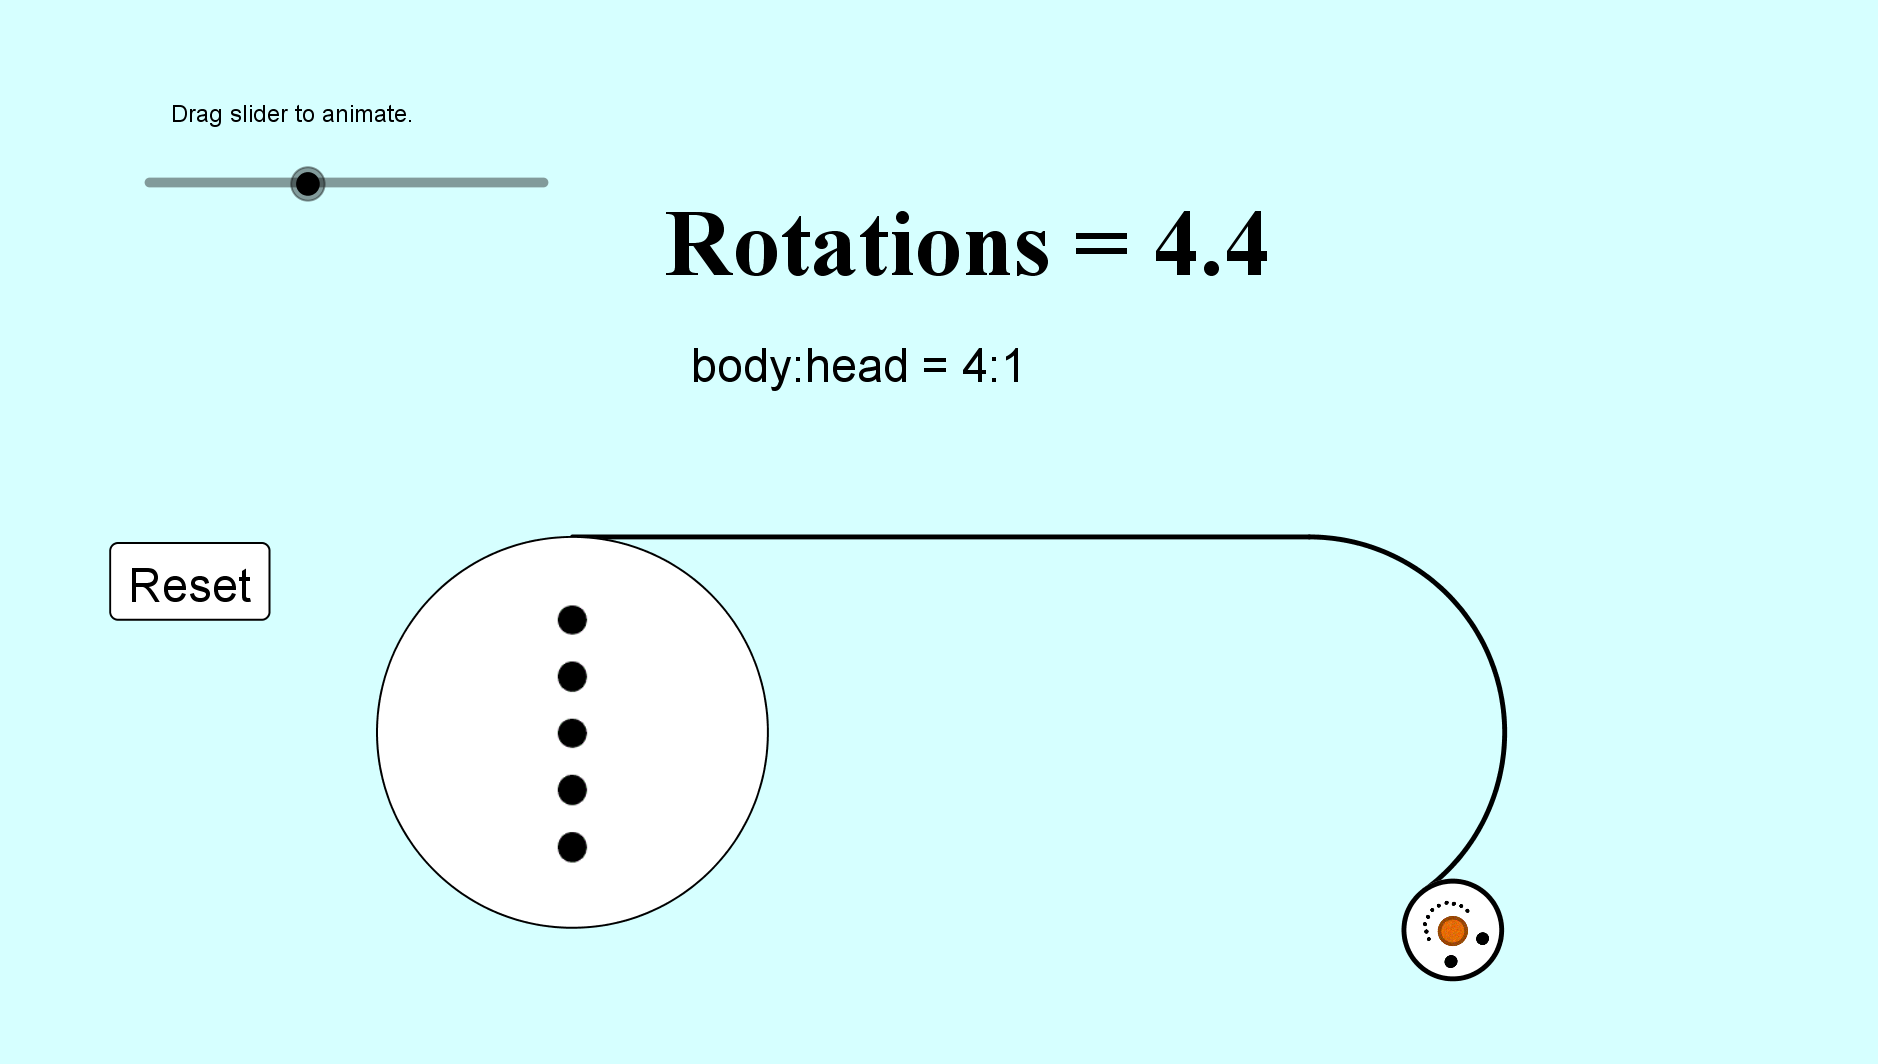 Drag slider to animate.
Rotations = 4.4
body:head = 4:1
Reset